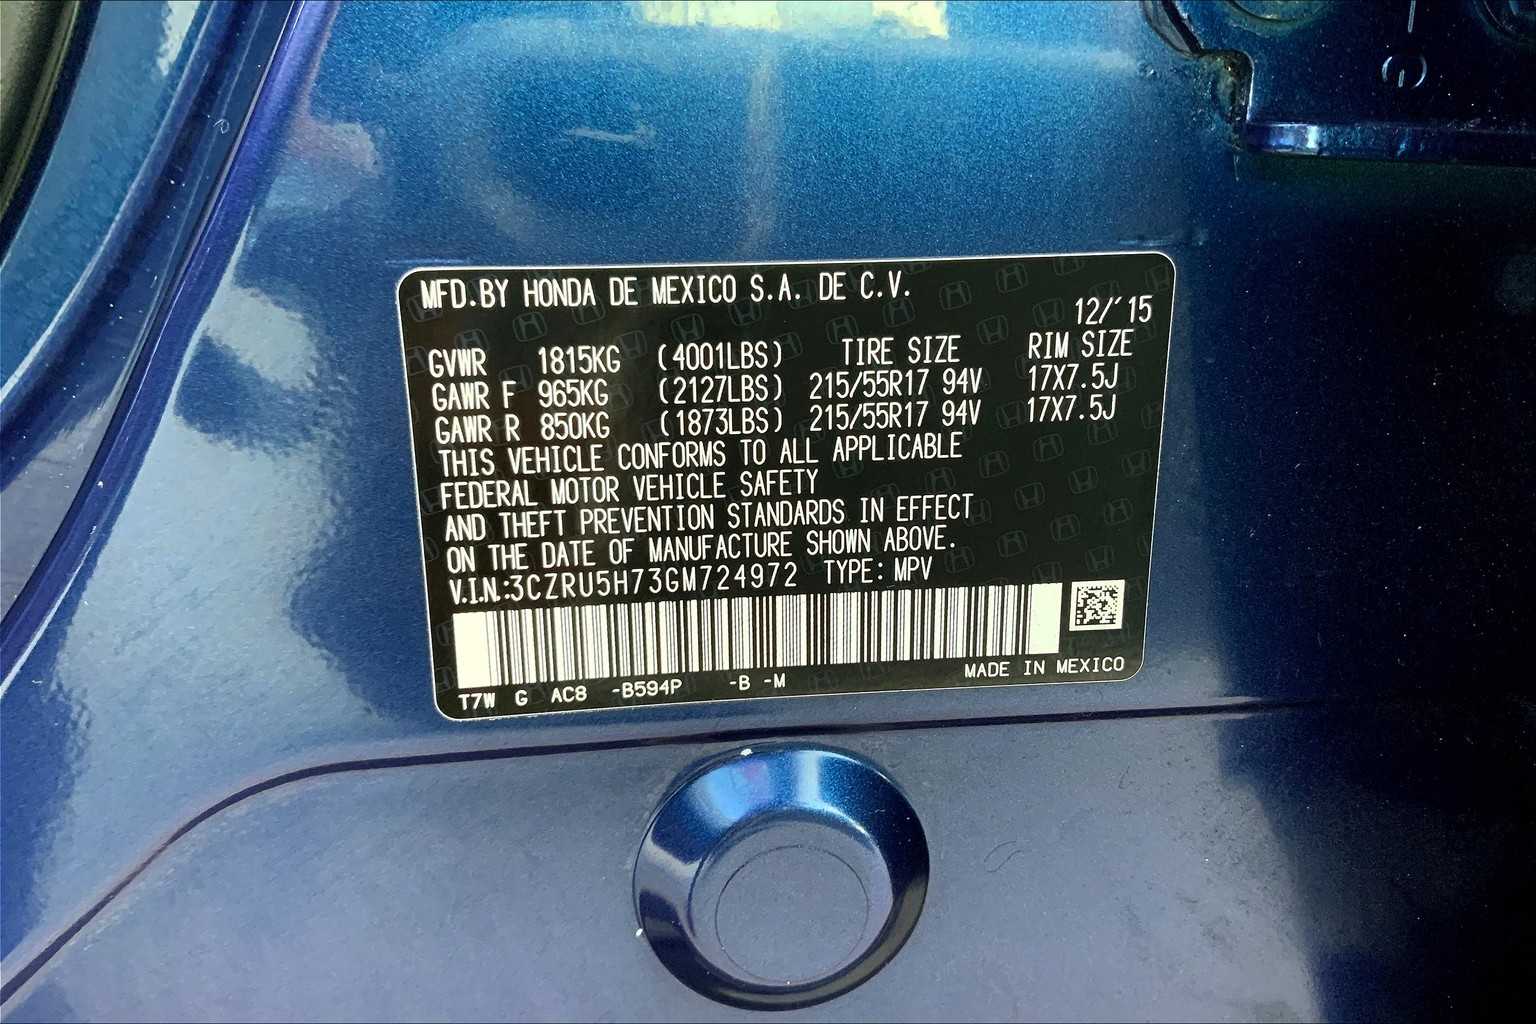 MFD.BY HONDA DE MEXICO S.A. DE C.V.
12/'15
GVWR 1815KG (4001LBS) TIRE SIZE RIM SIZE
GAWR F 965KG (2127LBS) 215/55R17 94V 17X7.5J
GAWR R 850KG (1873LBS) 215/55R17 94V 17X7.5J
THIS VEHICLE CONFORMS TO ALL APPLICABLE
FEDERAL MOTOR VEHICLE SAFETY
AND THEFT PREVENTION STANDARDS IN EFFECT
ON THE DATE OF MANUFACTURE SHOWN ABOVE.
V.I.N.:3CZRU5H73GM724972 TYPE: MPV
MADE IN MEXICO
T7W G AC8 -B594P -B -M